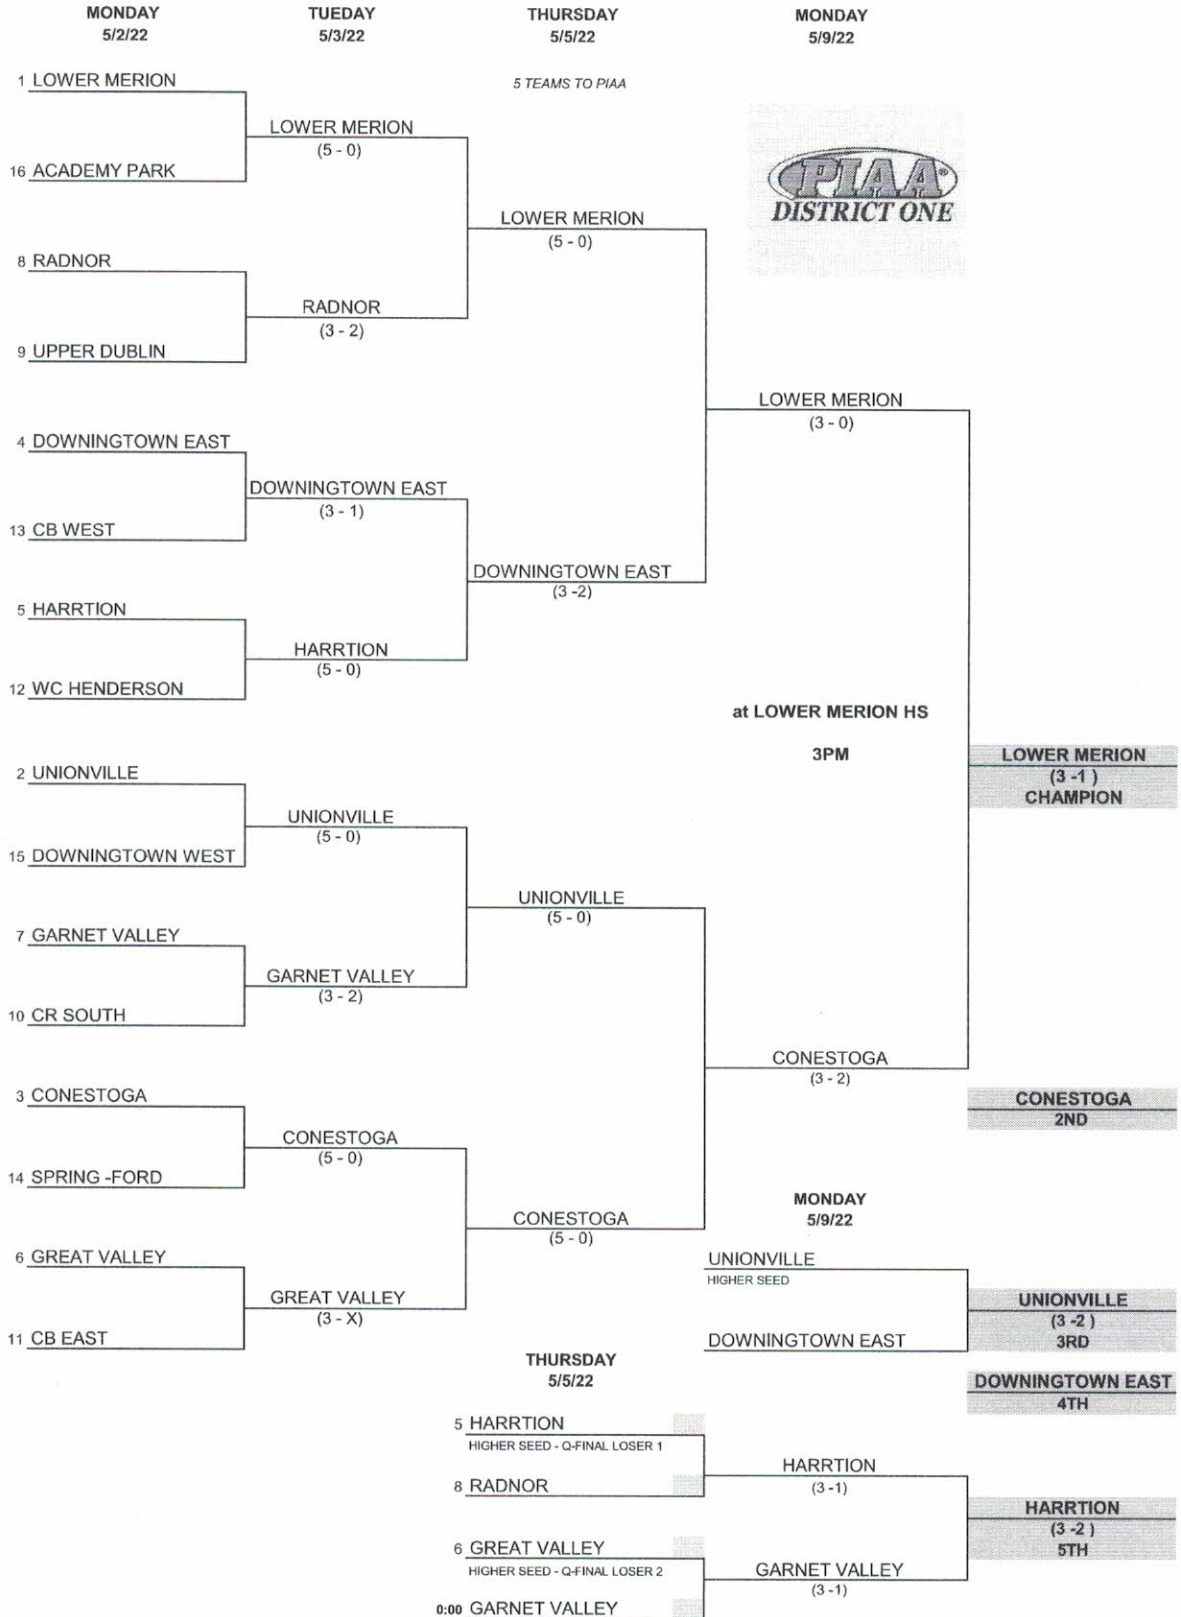 MONDAY TUEDAY THURSDAY MONDAY
5/2/22 5/3/22 5/5/22 5/9/22
5 TEAMS TO PIAA
1 LOWER MERION
LOWER MERION
(5 - 0)
16 ACADEMY PARK
PIAA®
DISTRICT ONE
LOWER MERION
(5 - 0)
8 RADNOR
RADNOR
(3 - 2)
9 UPPER DUBLIN
LOWER MERION
(3 - 0)
4 DOWNINGTOWN EAST
DOWNINGTOWN EAST
(3 - 1)
13 CB WEST
DOWNINGTOWN EAST
(3 -2)
5 HARRTION
HARRTION
(5 - 0)
12 WC HENDERSON
at LOWER MERION HS
3PM
LOWER MERION
(3 -1 )
CHAMPION
2 UNIONVILLE
UNIONVILLE
(5 - 0)
15 DOWNINGTOWN WEST
UNIONVILLE
(5 - 0)
7 GARNET VALLEY
GARNET VALLEY
(3 - 2)
10 CR SOUTH
CONESTOGA
(3 - 2)
3 CONESTOGA
CONESTOGA
2ND
CONESTOGA
(5 - 0)
14 SPRING -FORD
CONESTOGA
(5 - 0)
MONDAY
5/9/22
6 GREAT VALLEY
UNIONVILLE
HIGHER SEED
GREAT VALLEY
(3 - X)
UNIONVILLE
(3 -2 )
3RD
11 CB EAST
DOWNINGTOWN EAST
THURSDAY
5/5/22
DOWNINGTOWN EAST
4TH
5 HARRTION
HIGHER SEED - Q-FINAL LOSER 1
HARRTION
(3 -1)
8 RADNOR
HARRTION
(3 -2 )
5TH
6 GREAT VALLEY
HIGHER SEED - Q-FINAL LOSER 2
GARNET VALLEY
(3 -1)
0:00 GARNET VALLEY